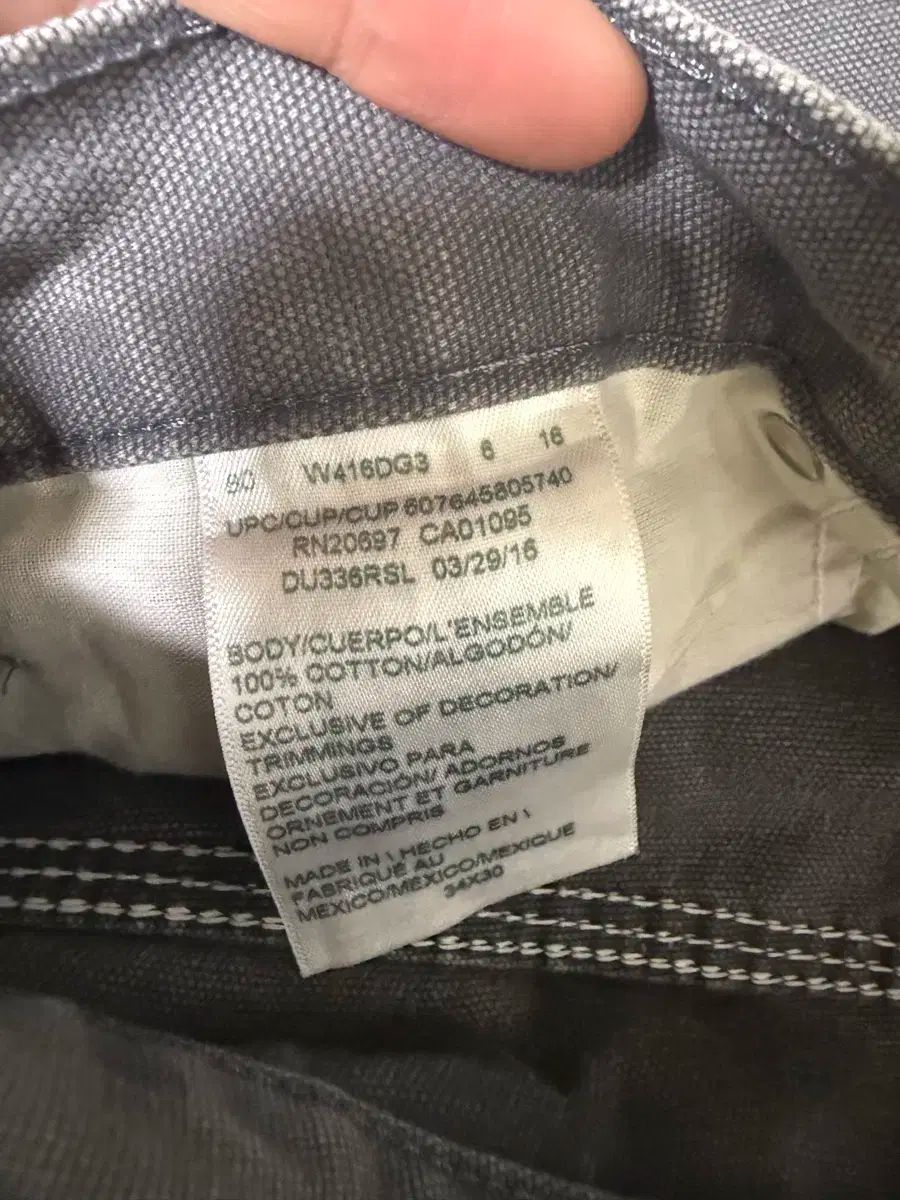 80 W416DG3 6 16
UPC/CUP/CUP 607645805740
RN20697 CA01095
DU336RSL 03/29/16
BODY/CUERPO/L'ENSEMBLE
100% COTTON/ALGODÓN/
COTON
EXCLUSIVE OF DECORATION/
TRIMMINGS
EXCLUSIVO PARA
DECORACIÓN/ ADORNOS
ORNEMENT ET GARNITURE
NON COMPRIS
MADE IN \ HECHO EN \
FABRIQUÉ AU
MEXICO/MÉXICO/MEXIQUE
34X30